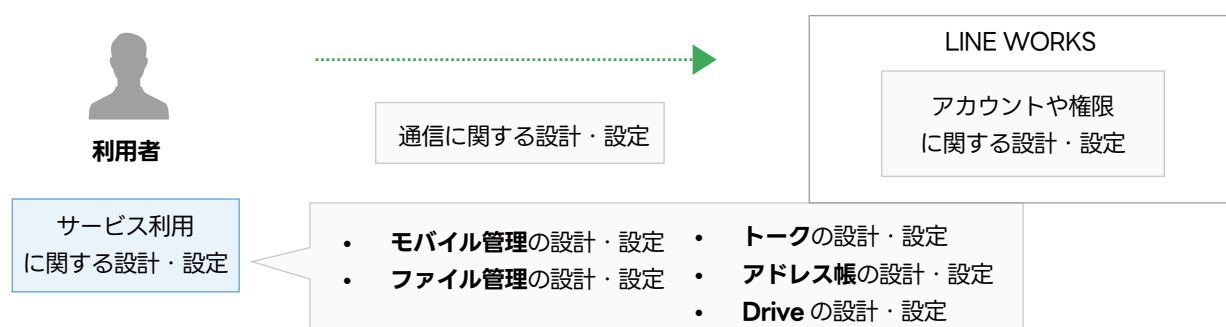 LINE WORKS
アカウントや権限
に関する設計・設定
通信に関する設計・設定
利用者
サービス利用
に関する設計・設定
• モバイル管理の設計・設定
• ファイル管理の設計・設定
• トークの設計・設定
• アドレス帳の設計・設定
• Drive の設計・設定